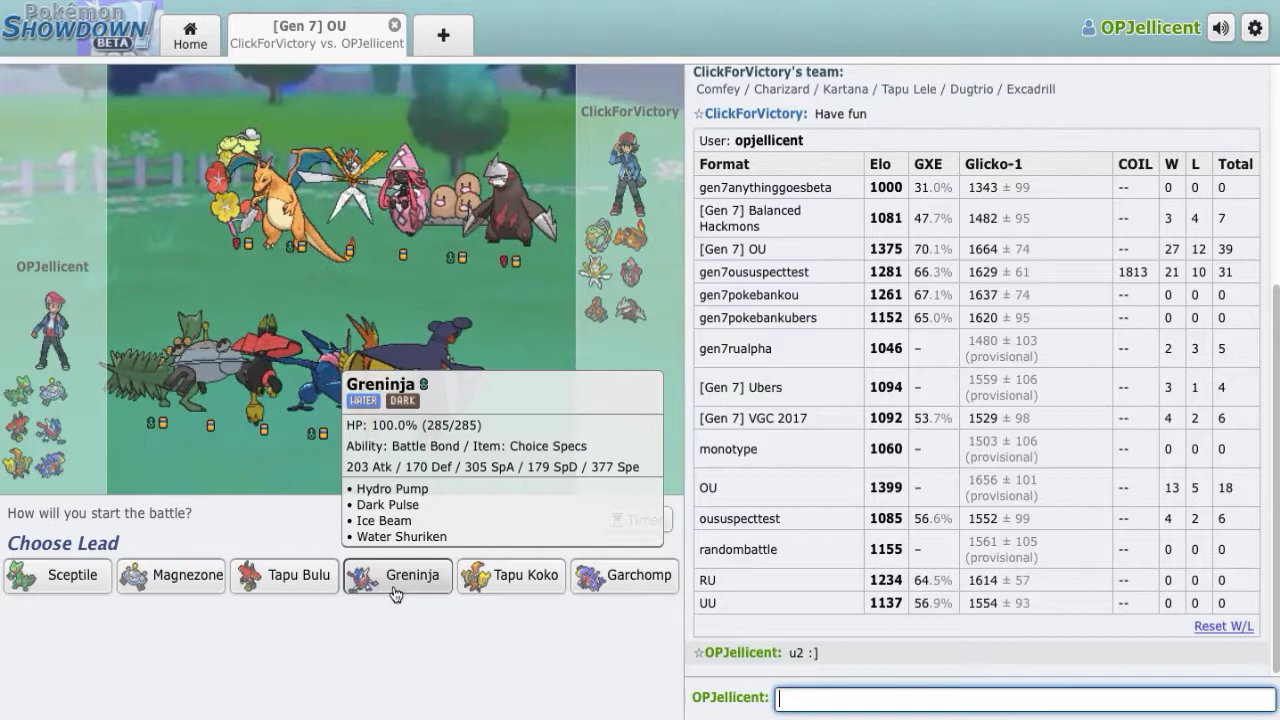 Pokémon
SHOWDOWN!
BETA
Home
[Gen 7] OU
ClickForVictory vs. OPJellicent
+
OPJellicent
ClickForVictory
OPJellicent
Greninja
WATER DARK
HP: 100.0% (285/285)
Ability: Battle Bond / Item: Choice Specs
203 Atk / 170 Def / 305 SpA / 179 SpD / 377 Spe
• Hydro Pump
• Dark Pulse
• Ice Beam
• Water Shuriken
Timer
How will you start the battle?
Choose Lead
Sceptile Magnezone Tapu Bulu Greninja Tapu Koko Garchomp
ClickForVictory's team:
Comfey / Charizard / Kartana / Tapu Lele / Dugtrio / Excadrill
☆ClickForVictory: Have fun
User: opjellicent
Format Elo GXE Glicko-1 COIL W L Total
gen7anythinggoesbeta 1000 31.0% 1343 ± 99 -- 0 0 0
[Gen 7] Balanced Hackmons 1081 47.7% 1482 ± 95 -- 3 4 7
[Gen 7] OU 1375 70.1% 1664 ± 74 -- 27 12 39
gen7oususpecttest 1281 66.3% 1629 ± 61 1813 21 10 31
gen7pokebankou 1261 67.1% 1637 ± 74 -- 0 0 0
gen7pokebankubers 1152 65.0% 1620 ± 95 -- 0 0 0
gen7rualpha 1046 – 1480 ± 103 (provisional) -- 2 3 5
[Gen 7] Ubers 1094 – 1559 ± 106 (provisional) -- 3 1 4
[Gen 7] VGC 2017 1092 53.7% 1529 ± 98 -- 4 2 6
monotype 1060 – 1503 ± 106 (provisional) -- 0 0 0
OU 1399 – 1656 ± 101 (provisional) -- 13 5 18
oususpecttest 1085 56.6% 1552 ± 99 -- 4 2 6
randombattle 1155 – 1561 ± 105 (provisional) -- 0 0 0
RU 1234 64.5% 1614 ± 57 -- 0 0 0
UU 1137 56.9% 1554 ± 93 -- 0 0 0
Reset W/L
☆OPJellicent: u2 :]
OPJellicent: